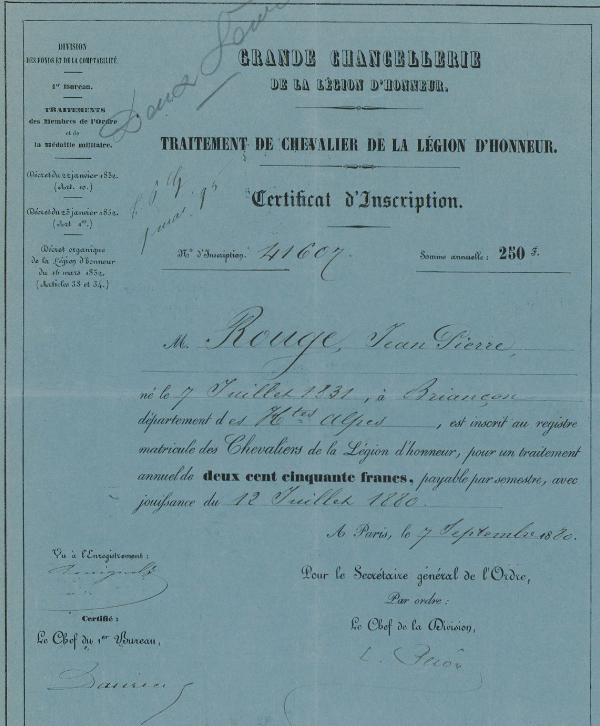 DIVISION
DES FONDS ET DE LA COMPTABILITÉ.
1er Bureau.
TRAITEMENTS
des Membres de l'Ordre
et de
la Médaille militaire.
Décret du 22 janvier 1852.
(Art. 10.)
Décret du 25 janvier 1852.
(Art 1er.)
Décret organique
de la Légion d'honneur
du 16 mars 1852.
(Articles 33 et 34.)
GRANDE CHANCELLERIE
DE LA LÉGION D'HONNEUR.
TRAITEMENT DE CHEVALIER DE LA LÉGION D'HONNEUR.
Certificat d'Inscription.
N° d'Inscription: 41607.
Somme annuelle: 250 F.
M. Rouge, Jean Pierre,
né le 7 Juillet 1831, à Briançon
département des Htes Alpes, est inscrit au registre
matricule des Chevaliers de la Légion d'honneur, pour un traitement
annuel de deux cent cinquante francs, payable par semestre, avec
jouissance du 12 Juillet 1880.
A Paris, le 7 Septembre 1880.
Vu à l'Enregistrement:
Certifié:
Le Chef du 1er Bureau,
Pour le Secrétaire général de l'Ordre,
Par ordre:
Le Chef de la Division,